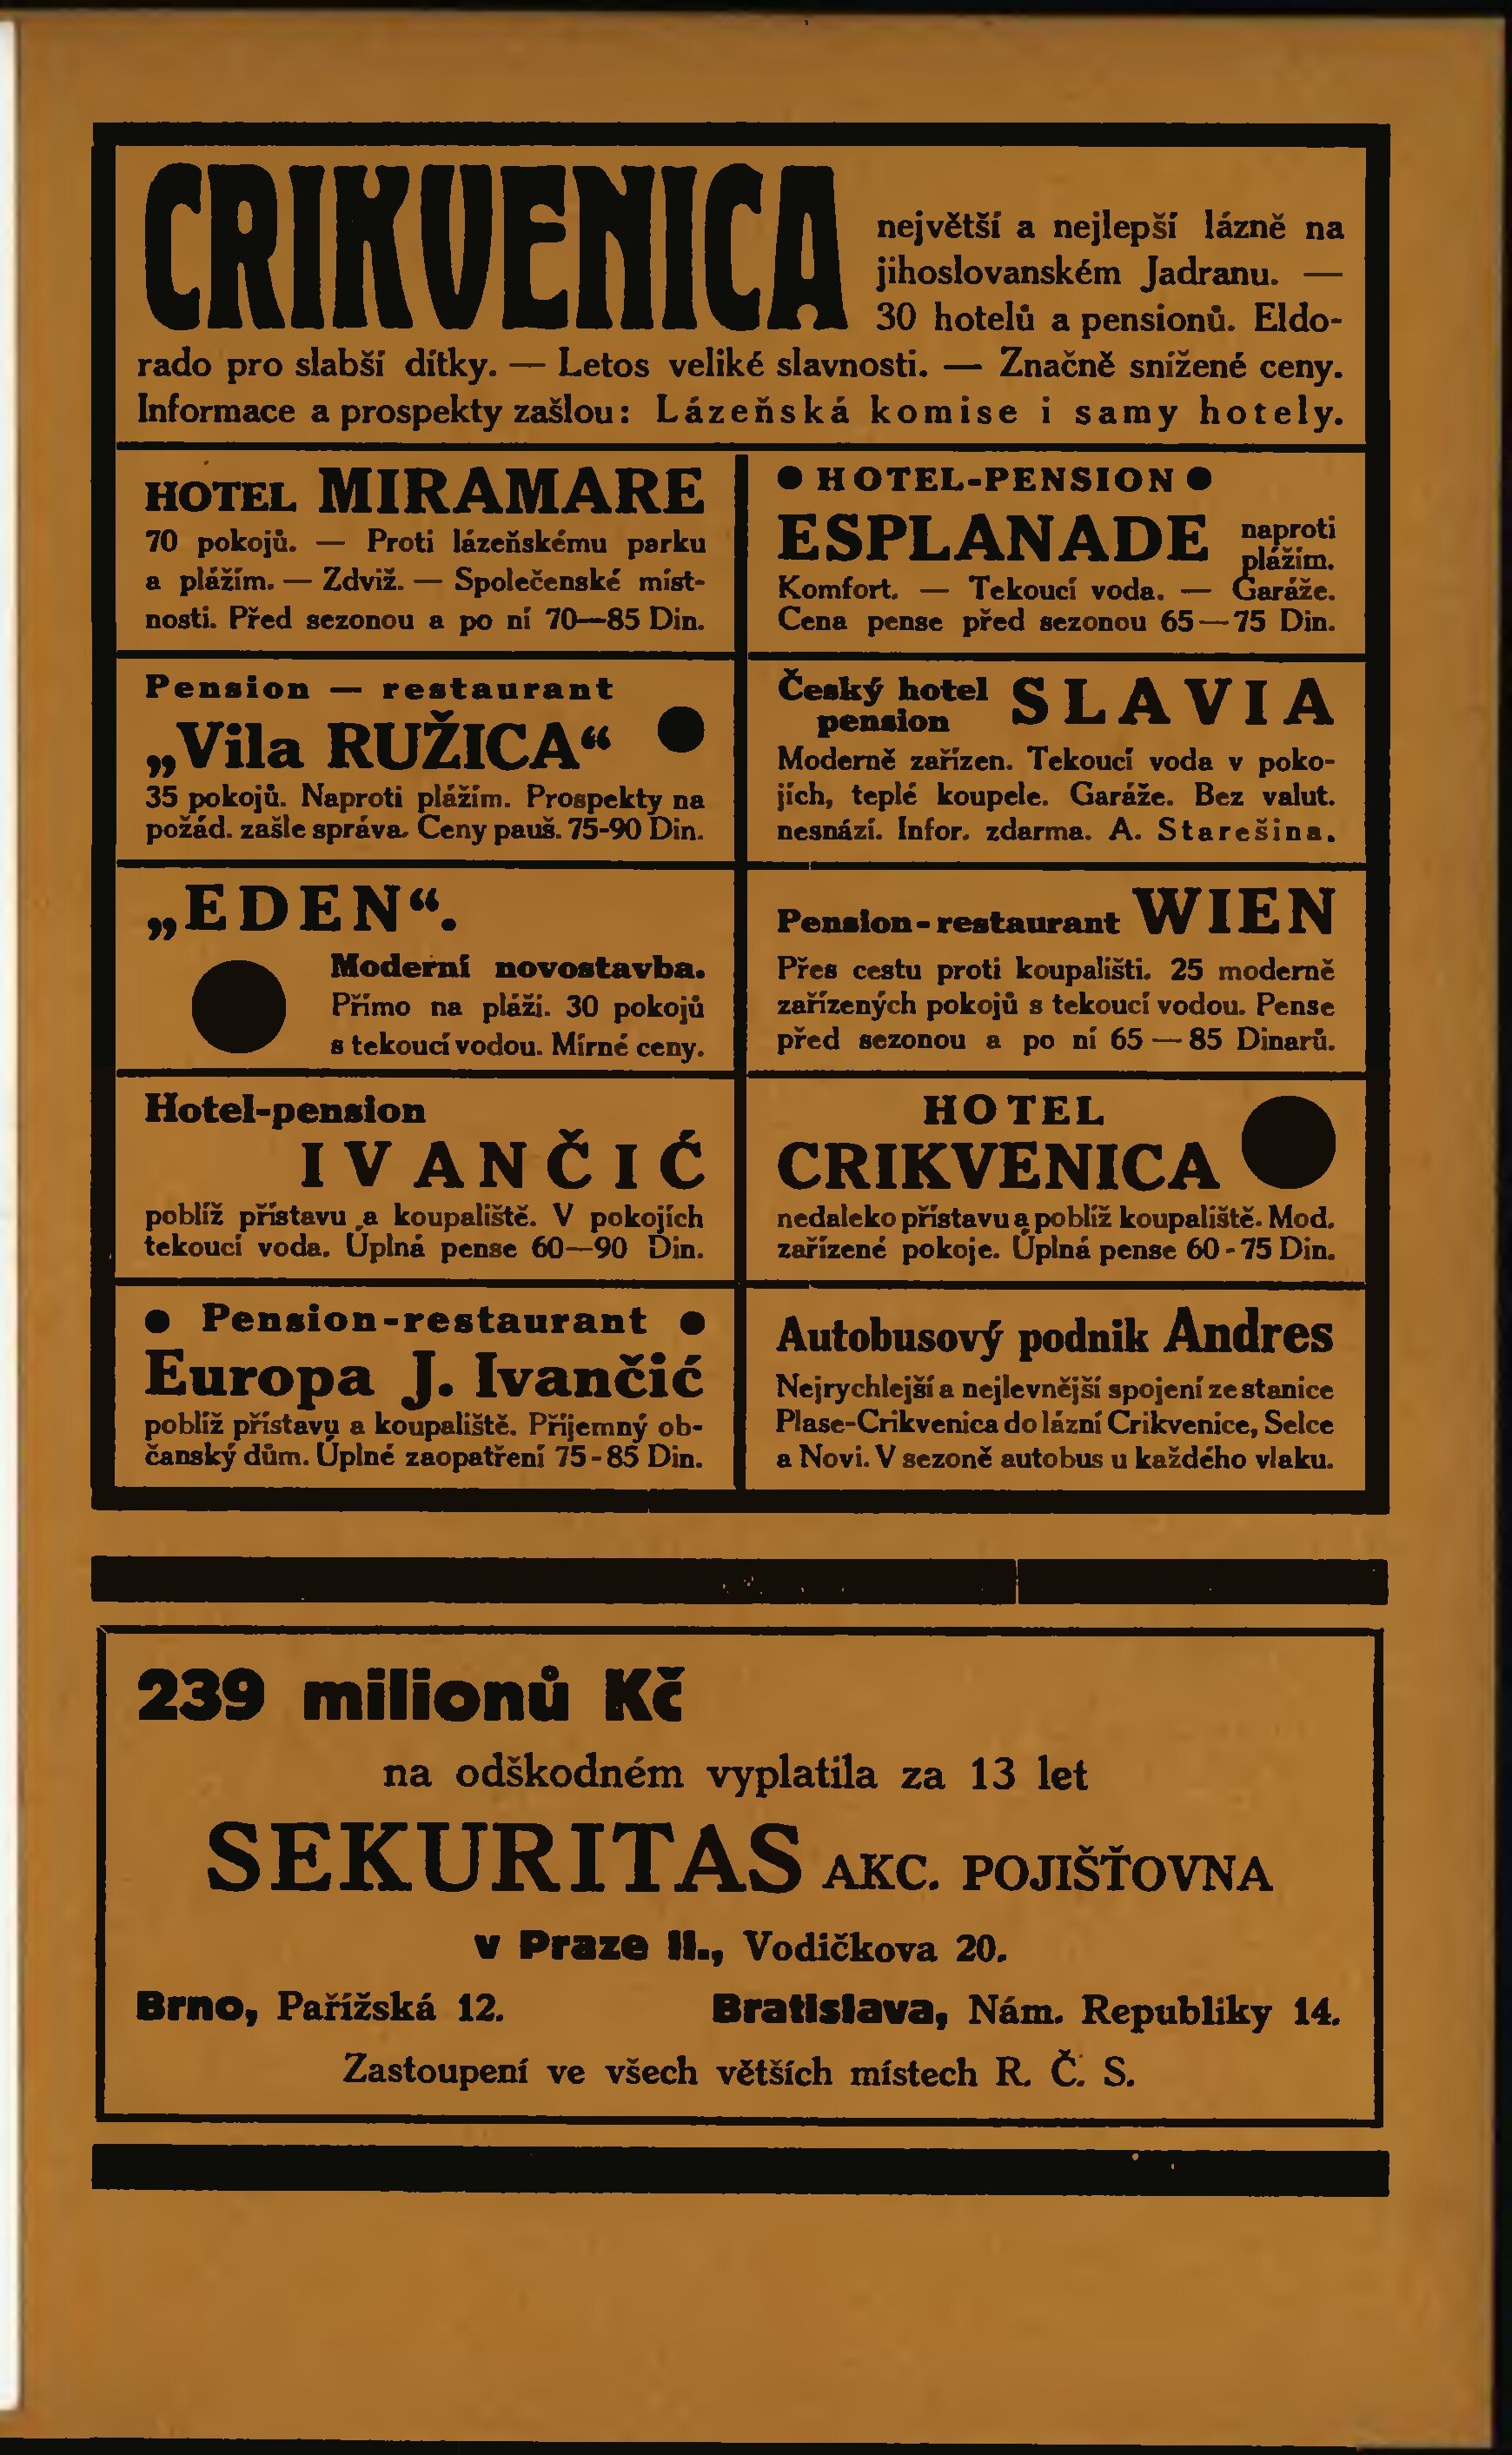 CRIKVENICA
největší a nejlepší lázně na
jihoslovanském Jadranu. —
30 hotelů a pensionů. Eldo-
rado pro slabší dítky. — Letos veliké slavnosti. — Značně snížené ceny.
Informace a prospekty zašlou: Lázeňská komise i samy hotely.
HOTEL MIRAMARE
70 pokojů. — Proti lázeňskému parku
a plážím. — Zdviž. — Společenské míst-
nosti. Před sezonou a po ní 70—85 Din.
● HOTEL-PENSION ●
ESPLANADE naproti
plážím.
Komfort. — Tekoucí voda. — Garáže.
Cena pense před sezonou 65—75 Din.
Pension — restaurant
„Vila RUŽICA“
35 pokojů. Naproti plážím. Prospekty na
požád. zašle správa. Ceny pauš. 75-90 Din.
Český hotel
pension SLAVIA
Moderně zařízen. Tekoucí voda v poko-
jích, teplé koupele. Garáže. Bez valut.
nesnází. Infor. zdarma. A. Starešina.
„EDEN“.
Moderní novostavba.
Přímo na pláži. 30 pokojů
s tekoucí vodou. Mírné ceny.
Pension-restaurant WIEN
Přes cestu proti koupališti. 25 moderně
zařízených pokojů s tekoucí vodou. Pense
před sezonou a po ní 65—85 Dinarů.
Hotel-pension
IVANČIĆ
poblíž přístavu a koupaliště. V pokojích
tekoucí voda. Úplná pense 60—90 Din.
HOTEL
CRIKVENICA
nedaleko přístavu a poblíž koupaliště. Mod.
zařízené pokoje. Úplná pense 60-75 Din.
● Pension-restaurant ●
Europa J. Ivančić
poblíž přístavu a koupaliště. Příjemný ob-
čanský dům. Úplné zaopatření 75-85 Din.
Autobusový podnik Andres
Nejrychlejší a nejlevnější spojení ze stanice
Plase-Crikvenica do lázní Crikvenice, Selce
a Novi. V sezoně autobus u každého vlaku.
239 milionů Kč
na odškodném vyplatila za 13 let
SEKURITAS AKC. POJIŠŤOVNA
v Praze II., Vodičkova 20.
Brno, Pařížská 12. Bratislava, Nám. Republiky 14.
Zastoupení ve všech větších místech R. Č. S.